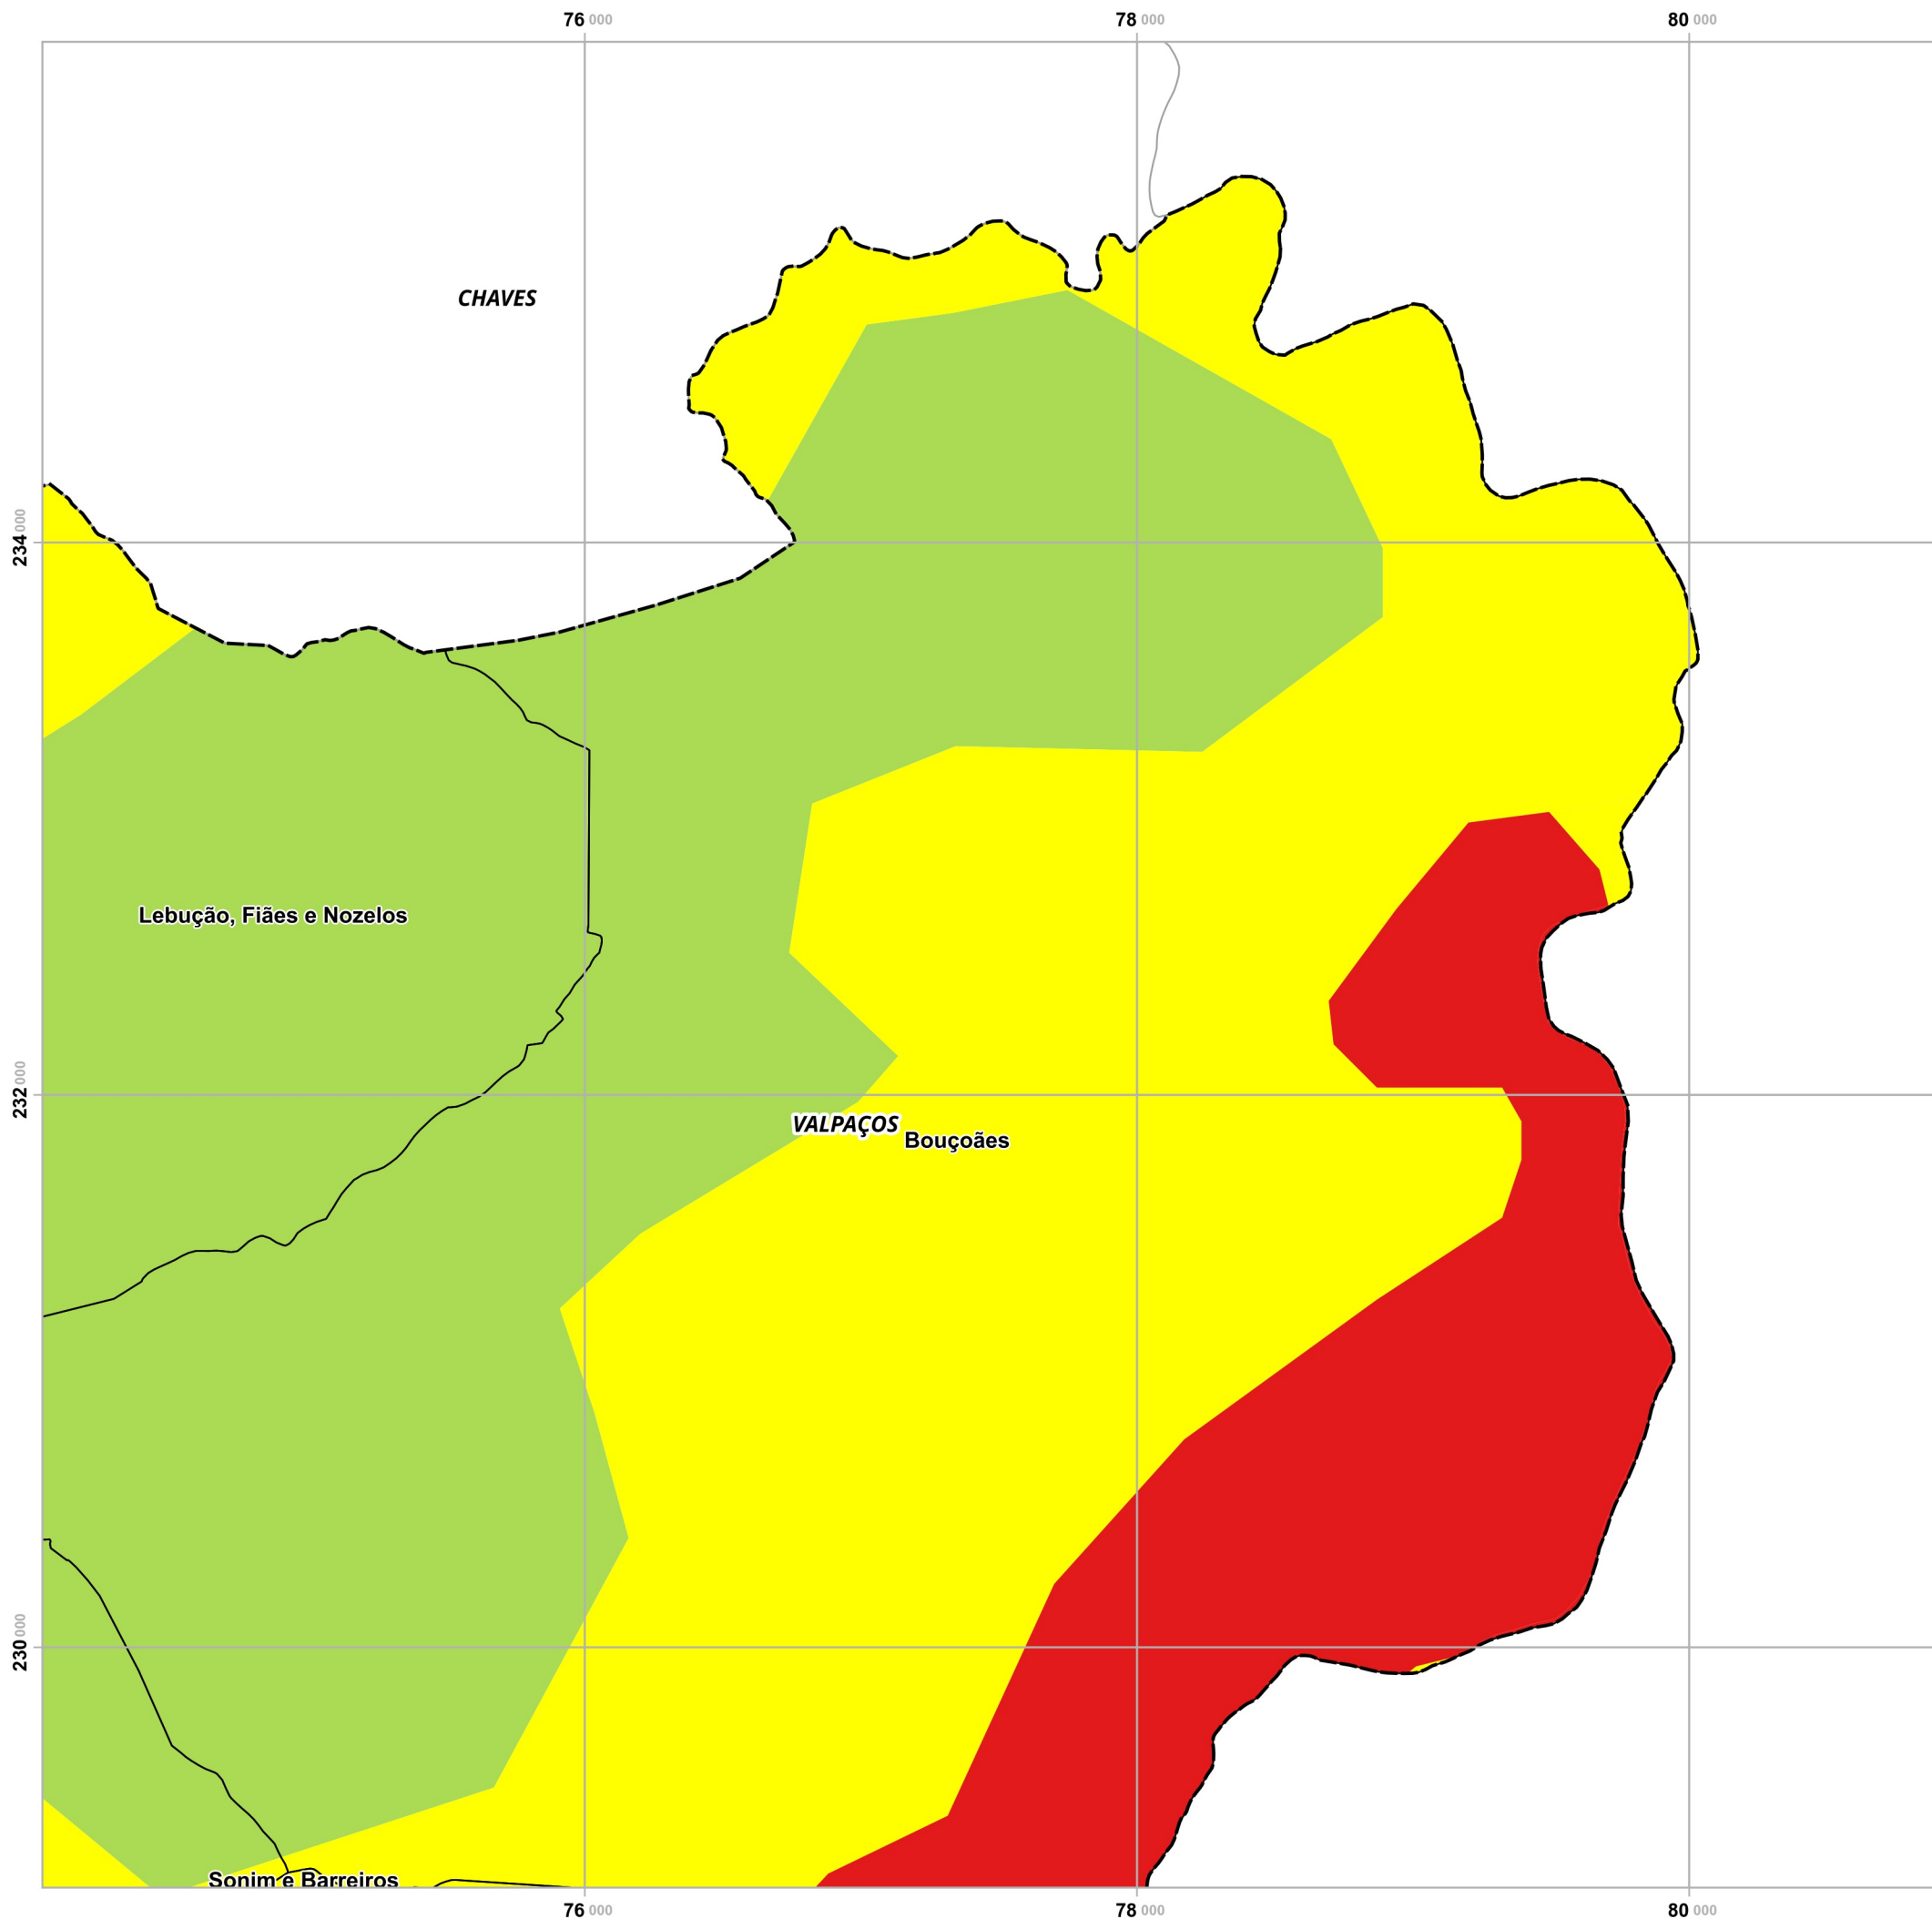 76 000 78 000 80 000
CHAVES
234 000
Lebução, Fiães e Nozelos
232 000
VALPAÇOS
Bouçoães
230 000
Sonim e Barreiros
76 000 78 000 80 000